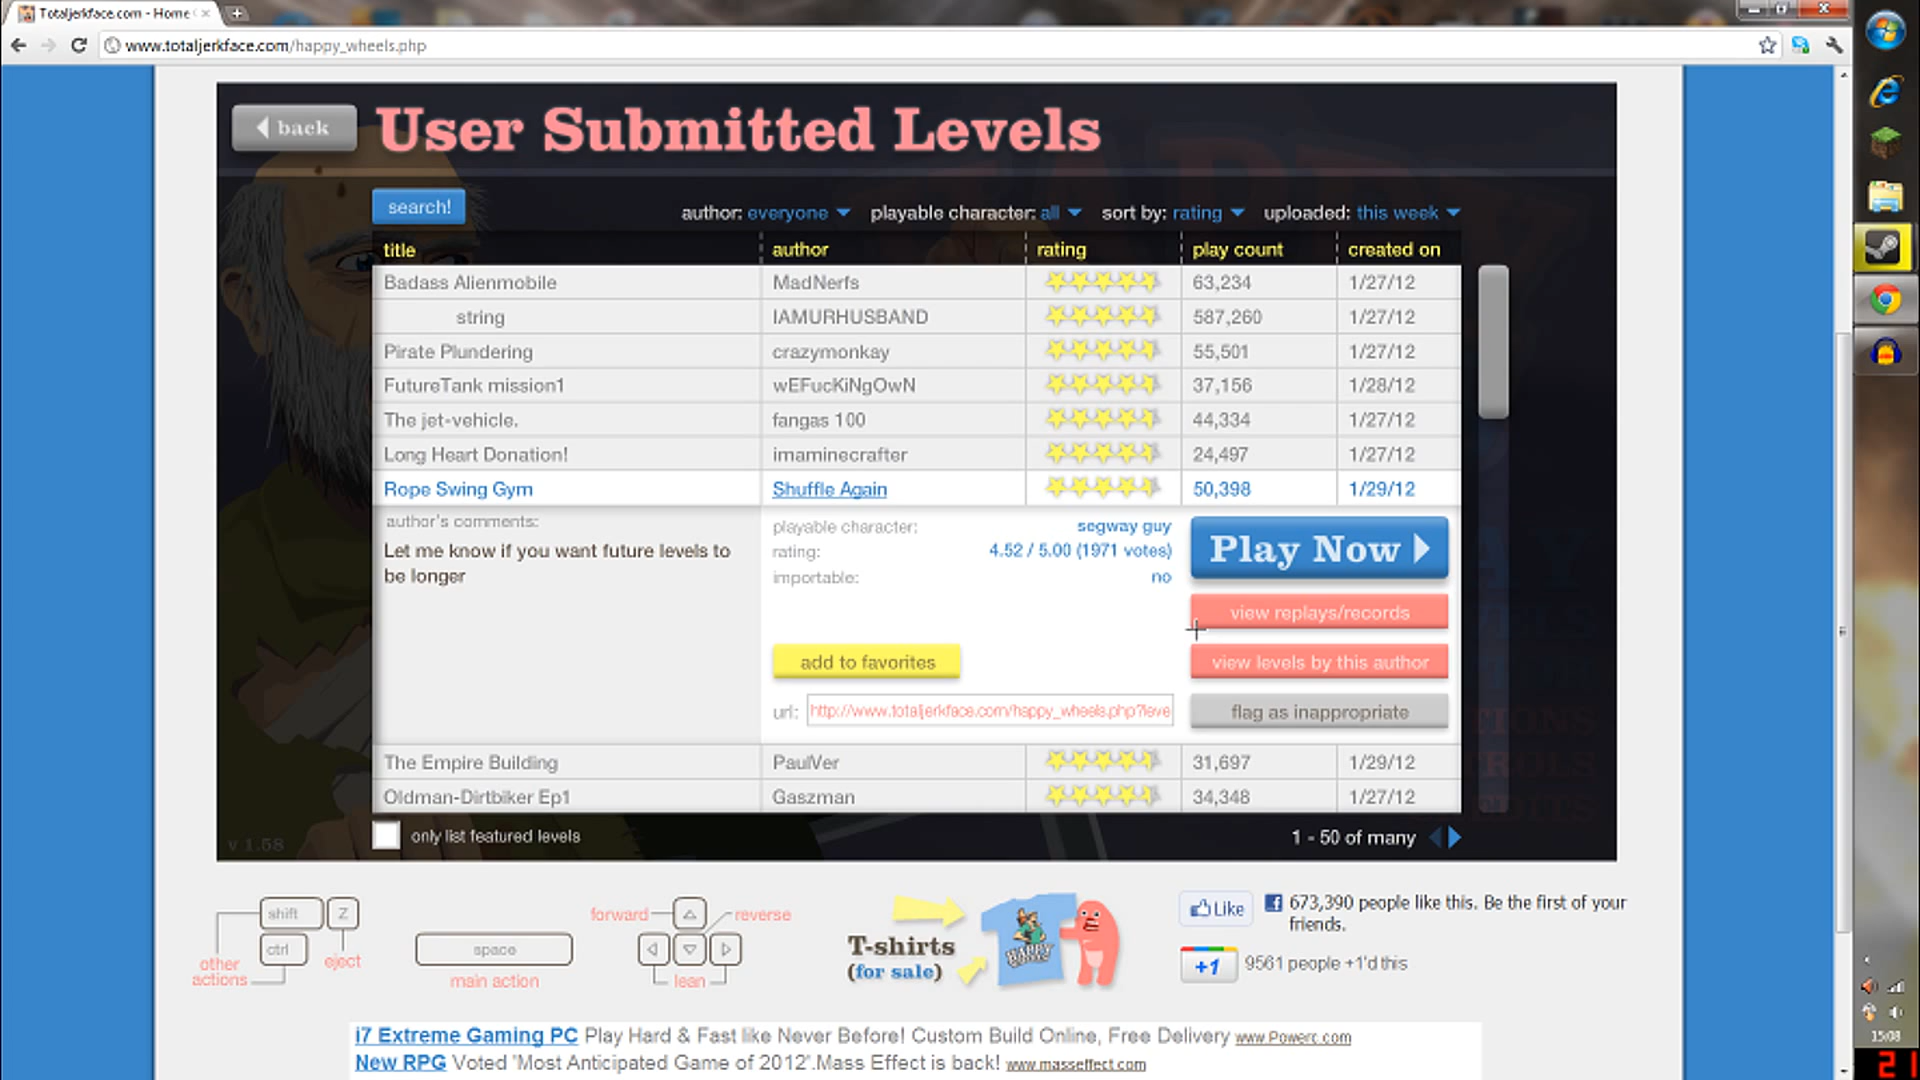 Totaljerkface.com - Home
www.totaljerkface.com/happy_wheels.php
back
User Submitted Levels
search!
author: everyone playable character: all sort by: rating uploaded: this week
title author rating play count created on
Badass Alienmobile MadNerfs 63,234 1/27/12
string IAMURHUSBAND 587,260 1/27/12
Pirate Plundering crazymonkay 55,501 1/27/12
FutureTank mission1 wEFucKiNgOwN 37,156 1/28/12
The jet-vehicle. fangas 100 44,334 1/27/12
Long Heart Donation! imaminecrafter 24,497 1/27/12
Rope Swing Gym Shuffle Again 50,398 1/29/12
author's comments:
Let me know if you want future levels to
be longer
playable character: segway guy
rating: 4.52 / 5.00 (1971 votes)
importable: no
Play Now
view replays/records
add to favorites
view levels by this author
url: http://www.totaljerkface.com/happy_wheels.php?leve
flag as inappropriate
The Empire Building PaulVer 31,697 1/29/12
Oldman-Dirtbiker Ep1 Gaszman 34,348 1/27/12
only list featured levels
1 - 50 of many
v 1.58
shift Z
ctrl
other
actions
eject
space
main action
forward reverse
lean
T-shirts
(for sale)
Like
673,390 people like this. Be the first of your
friends.
+1
9561 people +1'd this
i7 Extreme Gaming PC Play Hard & Fast like Never Before! Custom Build Online, Free Delivery www.Powerc.com
New RPG Voted "Most Anticipated Game of 2012".Mass Effect is back! www.masseffect.com
15:08
21